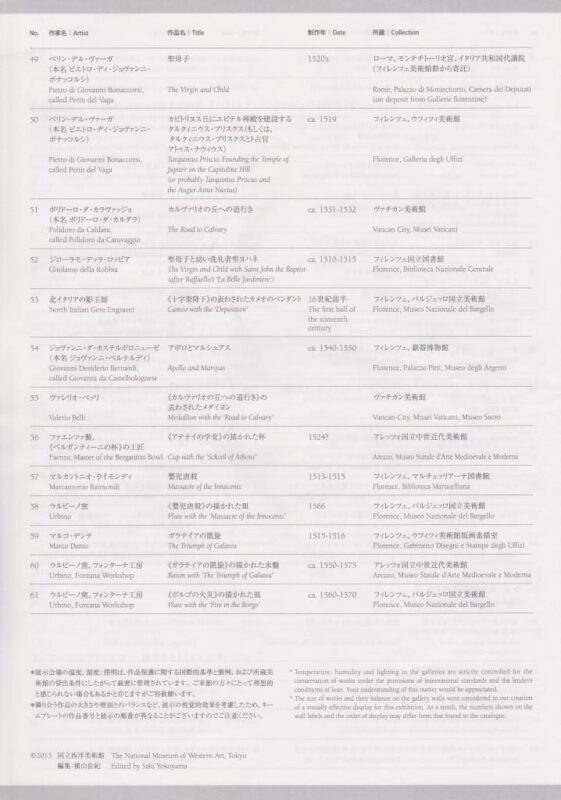 No. 作家名 | Artist 作品名 | Title 制作年 | Date 所蔵 | Collection
49 ペリン・デル・ヴァーガ 聖母子 1520's ローマ、モンテチトーリオ宮、イタリア共和国代議院
(本名 ピエトロ・ディ・ジョヴァンニ・ (フィレンツェ美術館群から寄託)
ボナッコルシ)
Pietro di Giovanni Bonaccorsi, The Virgin and Child Rome, Palazzo di Montecitorio, Camera dei Deputati
called Perin del Vaga (on deposit from Gallerie fiorentine)
50 ペリン・デル・ヴァーガ カピトリヌス丘にユピテル神殿を建設する ca. 1519 フィレンツェ、ウフィツィ美術館
(本名 ピエトロ・ディ・ジョヴァンニ・ タルクィニウス・プリスクス(もしくは、
ボナッコルシ) タルクィニウス・プリスクスと卜占官
アトゥス・ナウィウス)
Pietro di Giovanni Bonaccorsi, Tarquinius Priscus Founding the Temple of Florence, Galleria degli Uffizi
called Perin del Vaga Jupiter on the Capitoline Hill
(or probably Tarquinius Priscus and
the Augur Attus Navius)
51 ポリドーロ・ダ・カラヴァッジョ カルヴァリオの丘への道行き ca. 1531-1532 ヴァチカン美術館
(本名 ポリドーロ・ダ・カルダラ)
Polidoro da Caldara, The Road to Calvary Vatican City, Musei Vaticani
called Polidoro da Caravaggio
52 ジローラモ・デッラ・ロッビア 聖母子と幼い洗礼者聖ヨハネ ca. 1510-1515 フィレンツェ国立図書館
Girolamo della Robbia The Virgin and Child with Saint John the Baptist Florence, Biblioteca Nazionale Centrale
(after Raffaello's 'La Belle Jardinière')
53 北イタリアの彫玉師 《十字架降下》の表わされたカメオのペンダント 16世紀前半 フィレンツェ、バルジェッロ国立美術館
North Italian Gem Engraver Cameo with the 'Deposition' The first half of Florence, Museo Nazionale del Bargello
the sixteenth
century
54 ジョヴァンニ・ダ・カステルボロニェーゼ アポロとマルシュアス ca. 1540-1550 フィレンツェ、銀器博物館
(本名 ジョヴァンニ・ベルナルディ)
Giovanni Desiderio Bernardi, Apollo and Marsyas Florence, Palazzo Pitti, Museo degli Argenti
called Giovanni da Castelbolognese
55 ヴァレリオ・ベッリ 《カルヴァリオの丘への道行き》の ヴァチカン美術館
表わされたメダイヨン
Valerio Belli Medallion with the 'Road to Calvary' Vatican City, Musei Vaticani, Museo Sacro
56 ファエンツァ製、 《アテナイの学堂》の描かれた杯 1524? アレッツォ国立中世近代美術館
《ベルガンティーニの杯》の工匠
Faenza, Master of the Bergantini Bowl Cup with the 'School of Athens' Arezzo, Museo Statale d'Arte Medioevale e Moderna
57 マルカントニオ・ライモンディ 嬰児虐殺 1513-1515 フィレンツェ、マルチェッリアーナ図書館
Marcantonio Raimondi Massacre of the Innocents Florence, Biblioteca Marucelliana
58 ウルビーノ窯 《嬰児虐殺》の描かれた皿 1566 フィレンツェ、バルジェッロ国立美術館
Urbino Plate with the 'Massacre of the Innocents' Florence, Museo Nazionale del Bargello
59 マルコ・デンテ ガラテイアの凱旋 1515-1516 フィレンツェ、ウフィツィ美術館版画素描室
Marco Dente The Triumph of Galatea Florence, Gabinetto Disegni e Stampe degli Uffizi
60 ウルビーノ窯、フォンターナ工房 《ガラテイアの凱旋》の描かれた水盤 ca. 1550-1575 アレッツォ国立中世近代美術館
Urbino, Fontana Workshop Basin with 'The Triumph of Galatea' Arezzo, Museo Statale d'Arte Medioevale e Moderna
61 ウルビーノ窯、フォンターナ工房 《ボルゴの火災》の描かれた皿 ca. 1560-1570 フィレンツェ、バルジェッロ国立美術館
Urbino, Fontana Workshop Plate with the 'Fire in the Borgo' Florence, Museo Nazionale del Bargello
*展示会場の温度、湿度、照明は、作品保護に関する国際的基準と慣例、および所蔵美
術館の貸出条件にしたがって厳密に管理されています。ご来館の方々にとって理想的
と感じられない場合もあるかと存じますがご容赦願います。
*隣り合う作品の大きさや壁面とのバランスなど、展示の視覚的効果を考慮したため、ネー
ムプレートの作品番号と展示の順番が異なることがございますのでご注意ください。
* Temperature, humidity and lighting in the galleries are strictly controlled for the
conservation of works under the provisions of international standards and the lender's
conditions of loan. Your understanding of this matter would be appreciated.
* The size of works and their balance on the gallery walls were considered in our creation
of a visually effective display for this exhibition. As a result, the numbers shown on the
wall labels and the order of display may differ from that found in the catalogue.
©2013 国立西洋美術館 The National Museum of Western Art, Tokyo
編集:横山佐紀 Edited by Saki Yokoyama